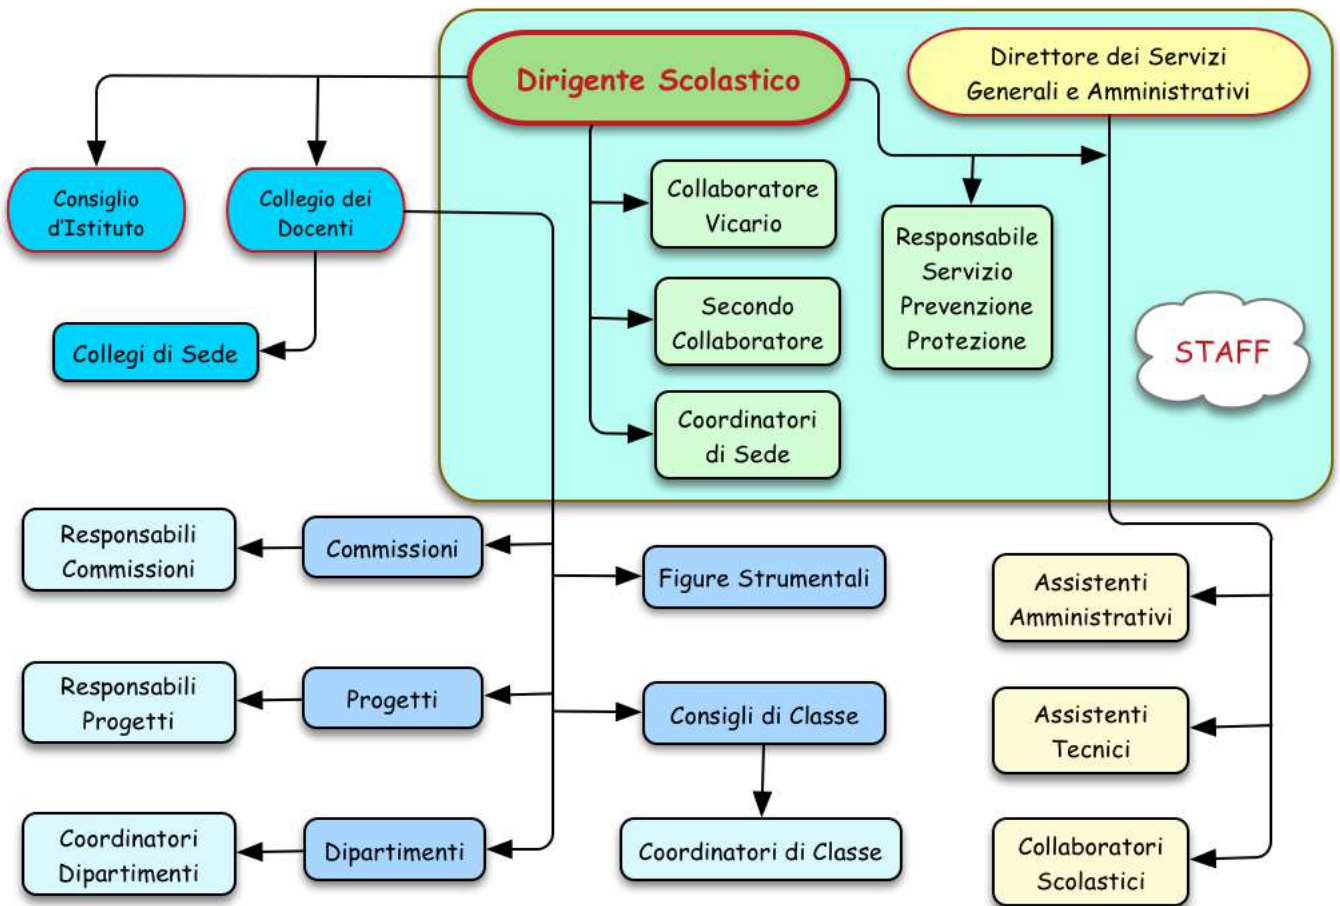 Dirigente Scolastico
Direttore dei Servizi
Generali e Amministrativi
Consiglio
d'Istituto
Collegio dei
Docenti
Collaboratore
Vicario
Responsabile
Servizio
Prevenzione
Protezione
Secondo
Collaboratore
STAFF
Collegi di Sede
Coordinatori
di Sede
Responsabili
Commissioni
Commissioni
Figure Strumentali
Assistenti
Amministrativi
Responsabili
Progetti
Progetti
Consigli di Classe
Assistenti
Tecnici
Coordinatori
Dipartimenti
Dipartimenti
Coordinatori di Classe
Collaboratori
Scolastici